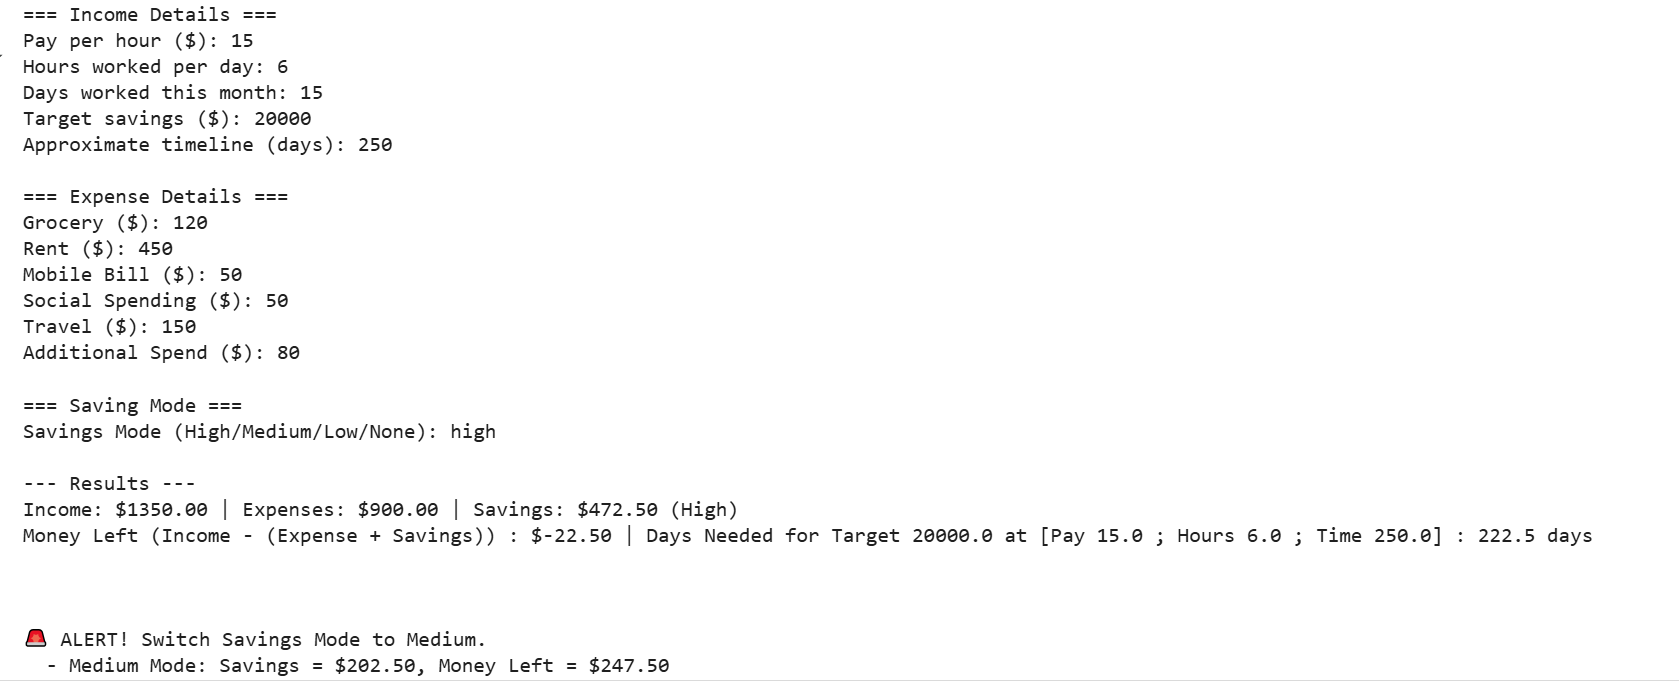 === Income Details ===
Pay per hour ($): 15
Hours worked per day: 6
Days worked this month: 15
Target savings ($): 20000
Approximate timeline (days): 250
=== Expense Details ===
Grocery ($): 120
Rent ($): 450
Mobile Bill ($): 50
Social Spending ($): 50
Travel ($): 150
Additional Spend ($): 80
=== Saving Mode ===
Savings Mode (High/Medium/Low/None): high
--- Results ---
Income: $1350.00 | Expenses: $900.00 | Savings: $472.50 (High)
Money Left (Income - (Expense + Savings)) : $-22.50 | Days Needed for Target 20000.0 at [Pay 15.0 ; Hours 6.0 ; Time 250.0] : 222.5 days
🚨 ALERT! Switch Savings Mode to Medium.
- Medium Mode: Savings = $202.50, Money Left = $247.50